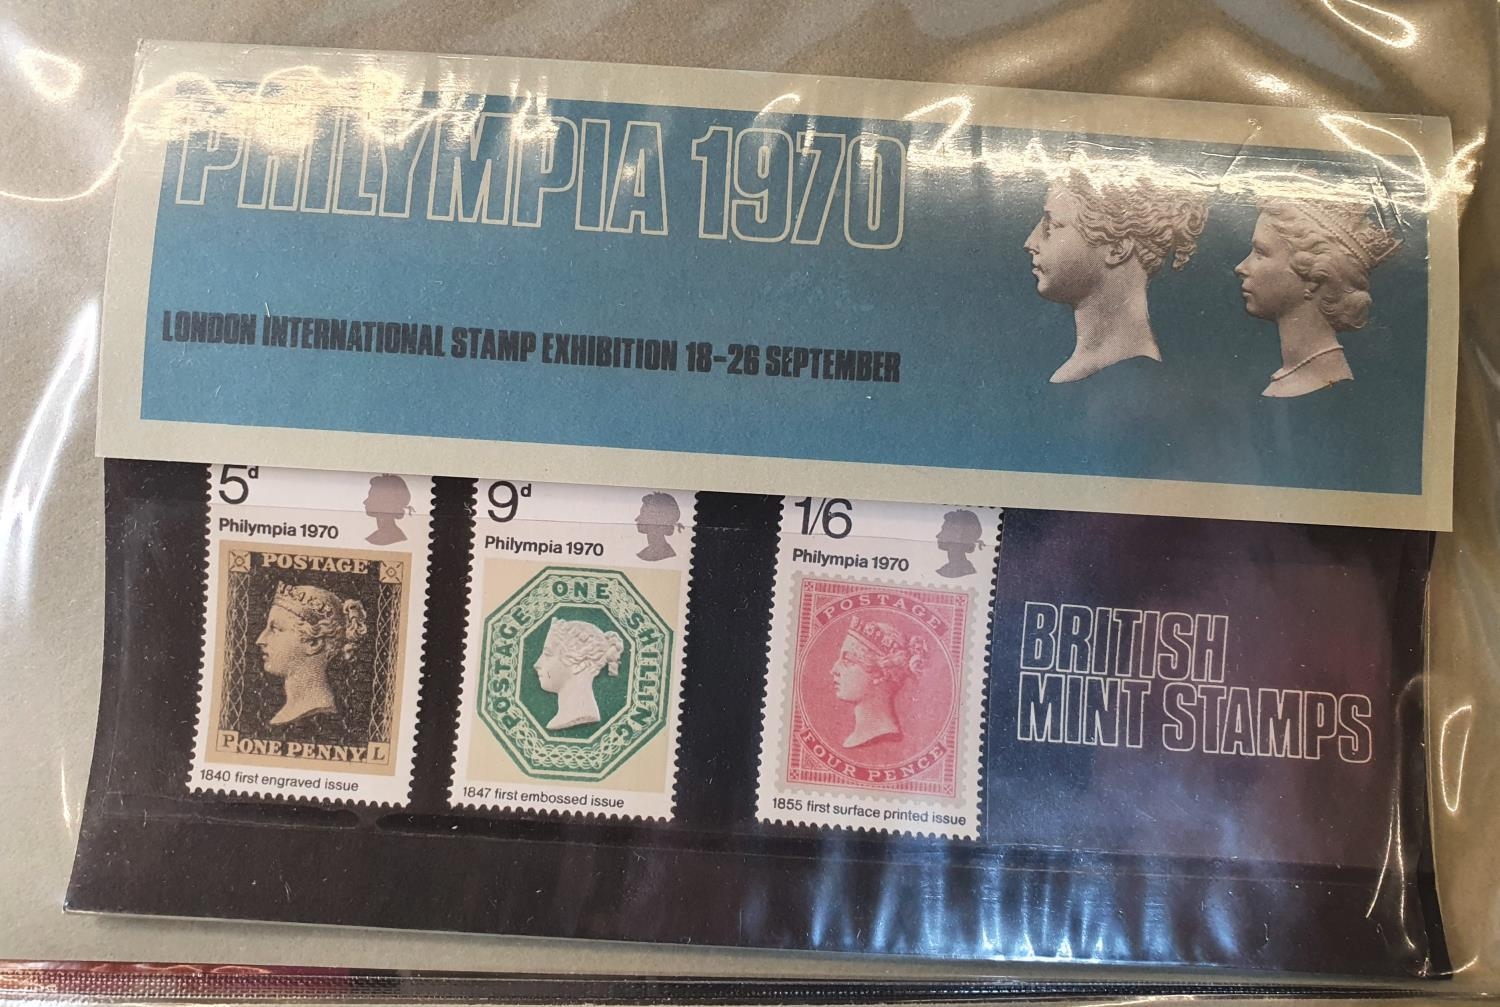 PHILYMPIA 1970
LONDON INTERNATIONAL STAMP EXHIBITION 18-26 SEPTEMBER
5d
Philympia 1970
POSTAGE
P ONE PENNY L
1840 first engraved issue
9d
Philympia 1970
POSTAGE ONE SHILLING
1847 first embossed issue
1/6
Philympia 1970
POSTAGE
FOUR PENCE
1855 first surface printed issue
BRITISH
MINT STAMPS